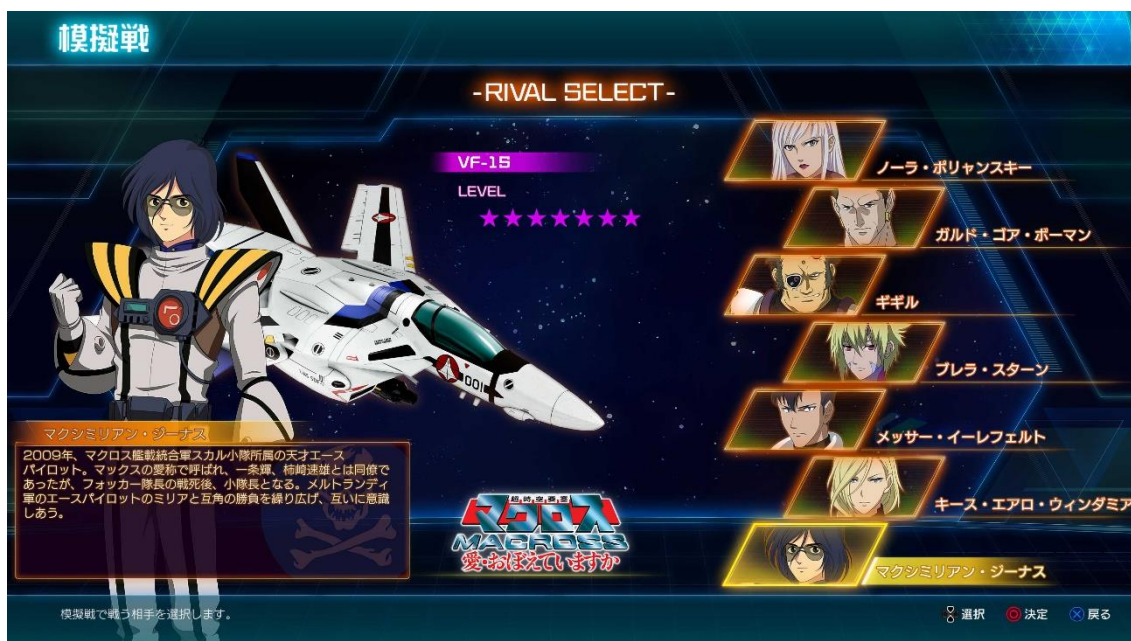 模擬戦
-RIVAL SELECT-
VF-1S
LEVEL
★★★★★★★
001
ノーラ・ポリャンスキー
ガルド・ゴア・ボーマン
ギギル
ブレラ・スターン
メッサー・イーレフェルト
キース・エアロ・ウィンダミア
マクシミリアン・ジーナス
マクシミリアン・ジーナス
2009年、マクロス艦載統合軍スカル小隊所属の天才エース
パイロット。マックスの愛称で呼ばれ、一条輝、柿崎速雄とは同僚で
あったが、フォッカー隊長の戦死後、小隊長となる。メルトランディ
軍のエースパイロットのミリアと互角の勝負を繰り広げ、互いに意識
しあう。
超時空要塞
マクロス
MACROSS
愛・おぼえていますか
模擬戦で戦う相手を選択します。
選択 決定 戻る